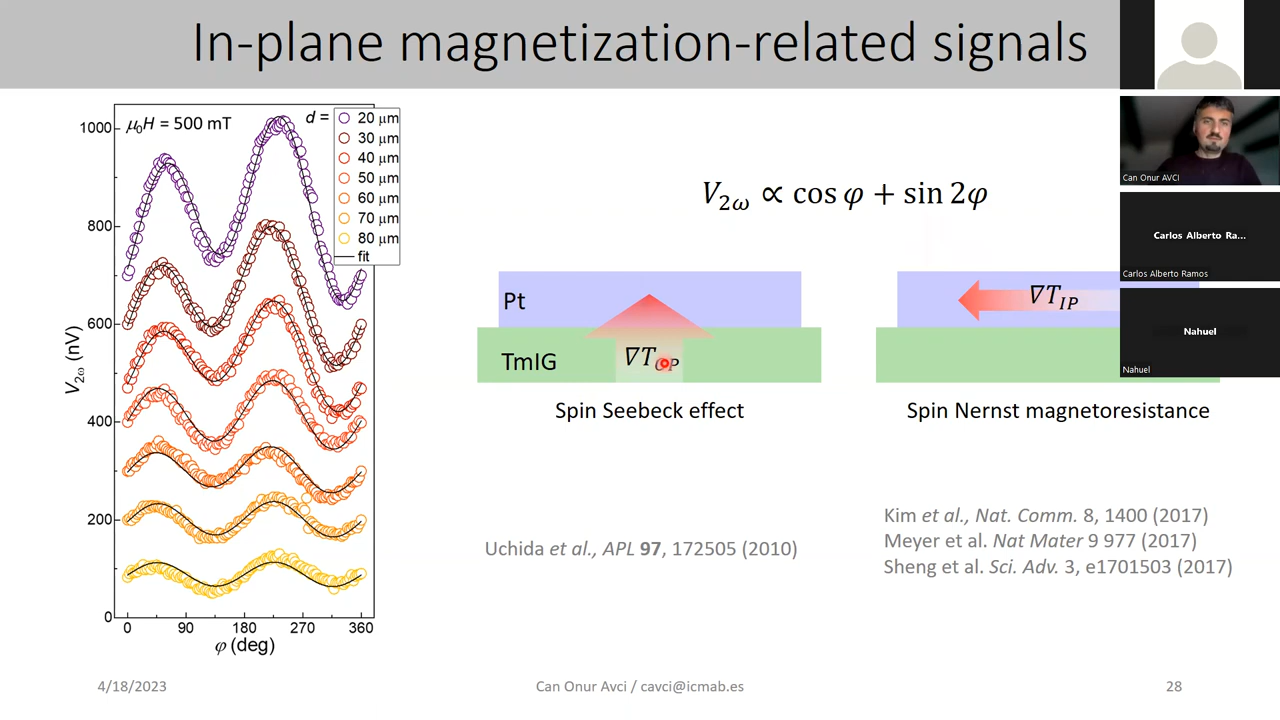 In-plane magnetization-related signals
μ0H = 500 mT
d =
20 μm
30 μm
40 μm
50 μm
60 μm
70 μm
80 μm
fit
1000
800
600
400
200
0
V2ω (nV)
0
90
180
270
360
φ (deg)
V2ω ∝ cos φ + sin 2φ
Pt
TmIG
∇T
Spin Seebeck effect
∇TIP
Spin Nernst magnetoresistance
Uchida et al., APL 97, 172505 (2010)
Kim et al., Nat. Comm. 8, 1400 (2017)
Meyer et al. Nat Mater 9 977 (2017)
Sheng et al. Sci. Adv. 3, e1701503 (2017)
Can Onur AVCI
Carlos Alberto Ra...
Carlos Alberto Ramos
Nahuel
Nahuel
4/18/2023
Can Onur Avci / cavci@icmab.es
28